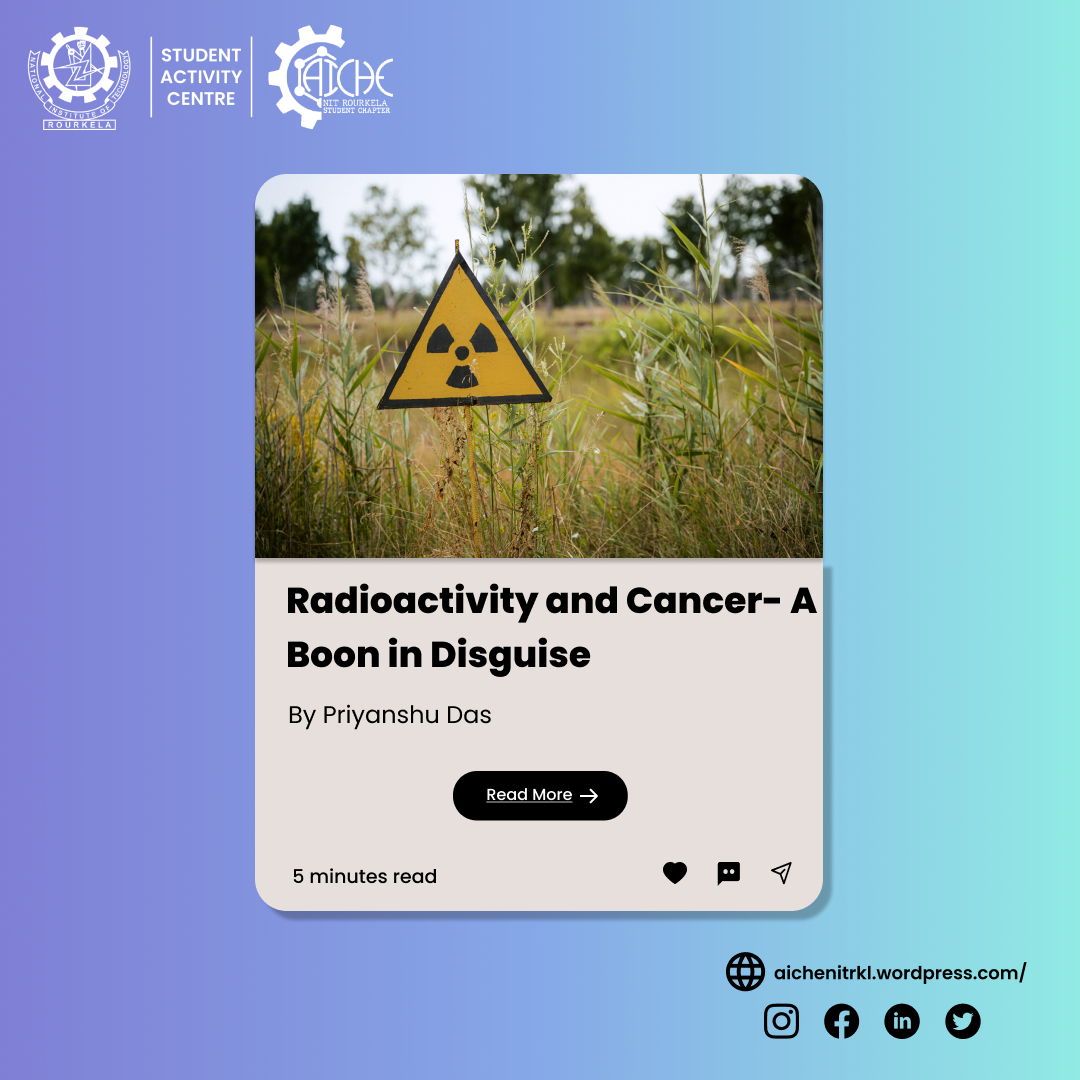 NATIONAL INSTITUTE OF TECHNOLOGY
ROURKELA
STUDENT
ACTIVITY
CENTRE
AICHE
NIT ROURKELA
STUDENT CHAPTER
Radioactivity and Cancer- A
Boon in Disguise
By Priyanshu Das
Read More
5 minutes read
aichenitrkl.wordpress.com/
in